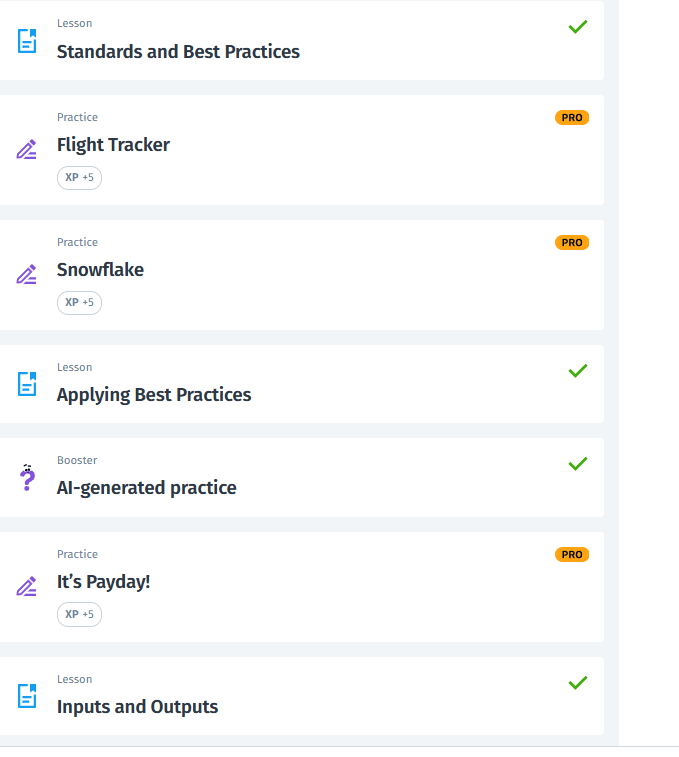 Lesson
Standards and Best Practices
Practice
PRO
Flight Tracker
XP +5
Practice
PRO
Snowflake
XP +5
Lesson
Applying Best Practices
Booster
AI-generated practice
Practice
PRO
It’s Payday!
XP +5
Lesson
Inputs and Outputs